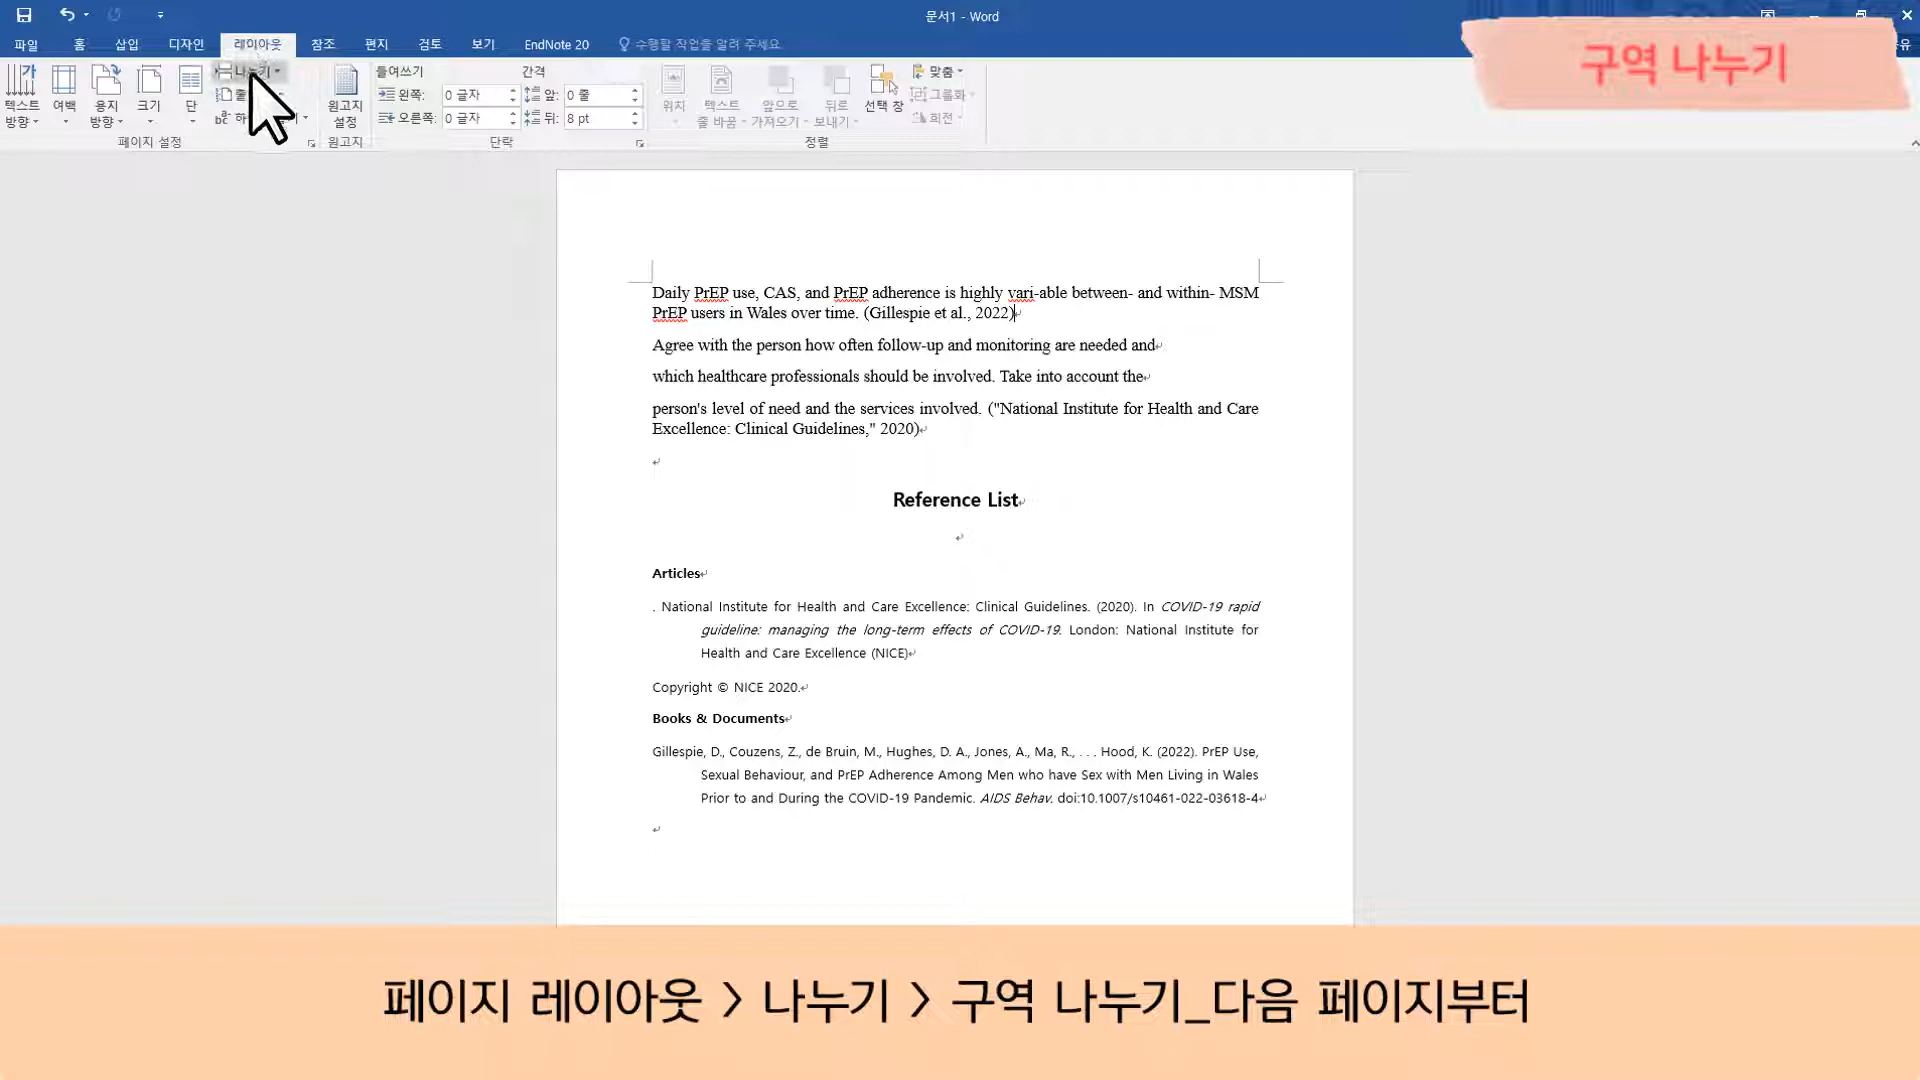 문서1 - Word
파일 홈 삽입 디자인 레이아웃 참조 편지 검토 보기 EndNote 20 수행할 작업을 알려 주세요.
구역 나누기
텍스트 방향
여백
용지 방향
크기
단
나누기
줄
하
페이지 설정
원고지 설정
원고지
들여쓰기
왼쪽: 0 글자
오른쪽: 0 글자
간격
앞: 0 줄
뒤: 8 pt
단락
위치
텍스트 줄 바꿈
앞으로 가져오기
뒤로 보내기
선택 창
맞춤
그룹화
회전
정렬
Daily PrEP use, CAS, and PrEP adherence is highly vari-able between- and within- MSM
PrEP users in Wales over time. (Gillespie et al., 2022)
Agree with the person how often follow-up and monitoring are needed and
which healthcare professionals should be involved. Take into account the
person's level of need and the services involved. ("National Institute for Health and Care
Excellence: Clinical Guidelines," 2020)
Reference List
Articles
. National Institute for Health and Care Excellence: Clinical Guidelines. (2020). In COVID-19 rapid
guideline: managing the long-term effects of COVID-19. London: National Institute for
Health and Care Excellence (NICE)
Copyright © NICE 2020.
Books & Documents
Gillespie, D., Couzens, Z., de Bruin, M., Hughes, D. A., Jones, A., Ma, R., . . . Hood, K. (2022). PrEP Use,
Sexual Behaviour, and PrEP Adherence Among Men who have Sex with Men Living in Wales
Prior to and During the COVID-19 Pandemic. AIDS Behav. doi:10.1007/s10461-022-03618-4
페이지 레이아웃 > 나누기 > 구역 나누기_다음 페이지부터